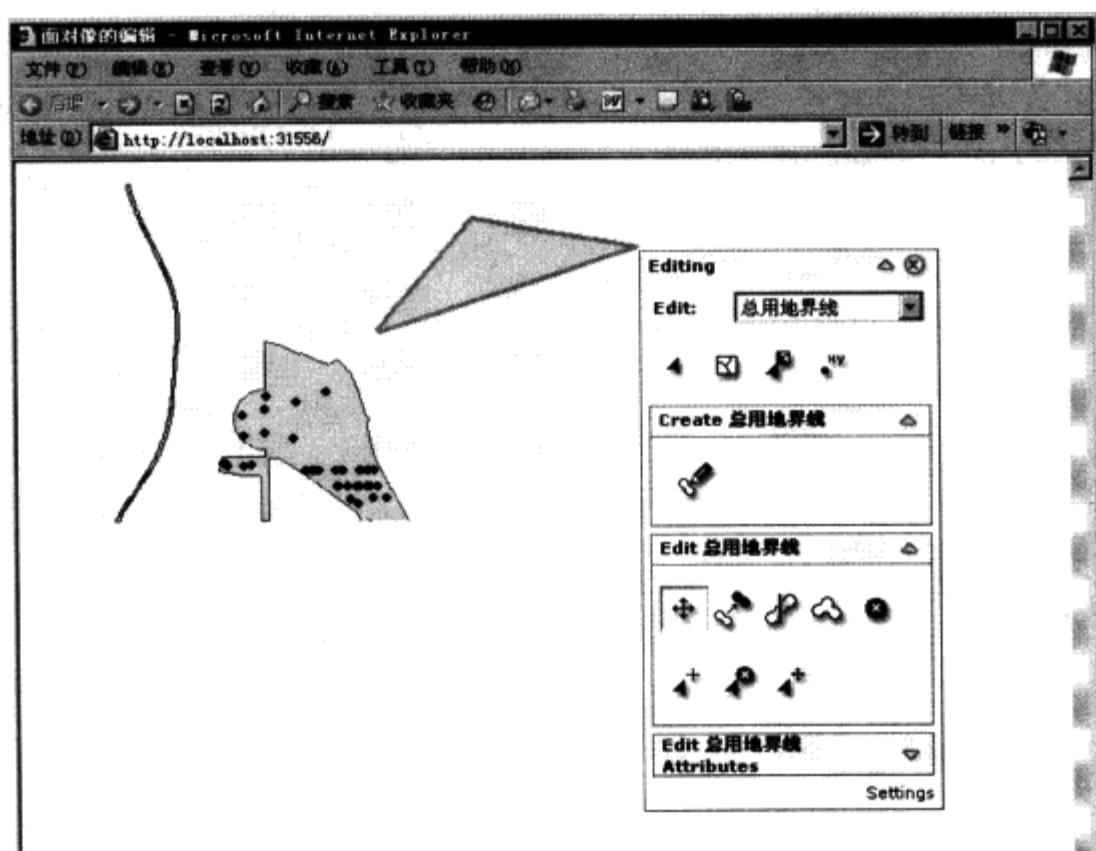 面对像的编辑 - Microsoft Internet Explorer
文件(F) 编辑(E) 查看(V) 收藏(A) 工具(T) 帮助(H)
后退 搜索 收藏夹
地址(D) http://localhost:31556/ 转到 链接 »
Editing
Edit: 总用地界线
Create 总用地界线
Edit 总用地界线
Edit 总用地界线
Attributes
Settings